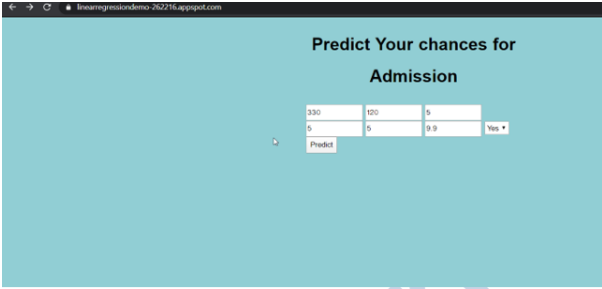 linearregressiondemo-262216.appspot.com
Predict Your chances for
Admission
330 120 5
5 5 9.9 Yes
Predict